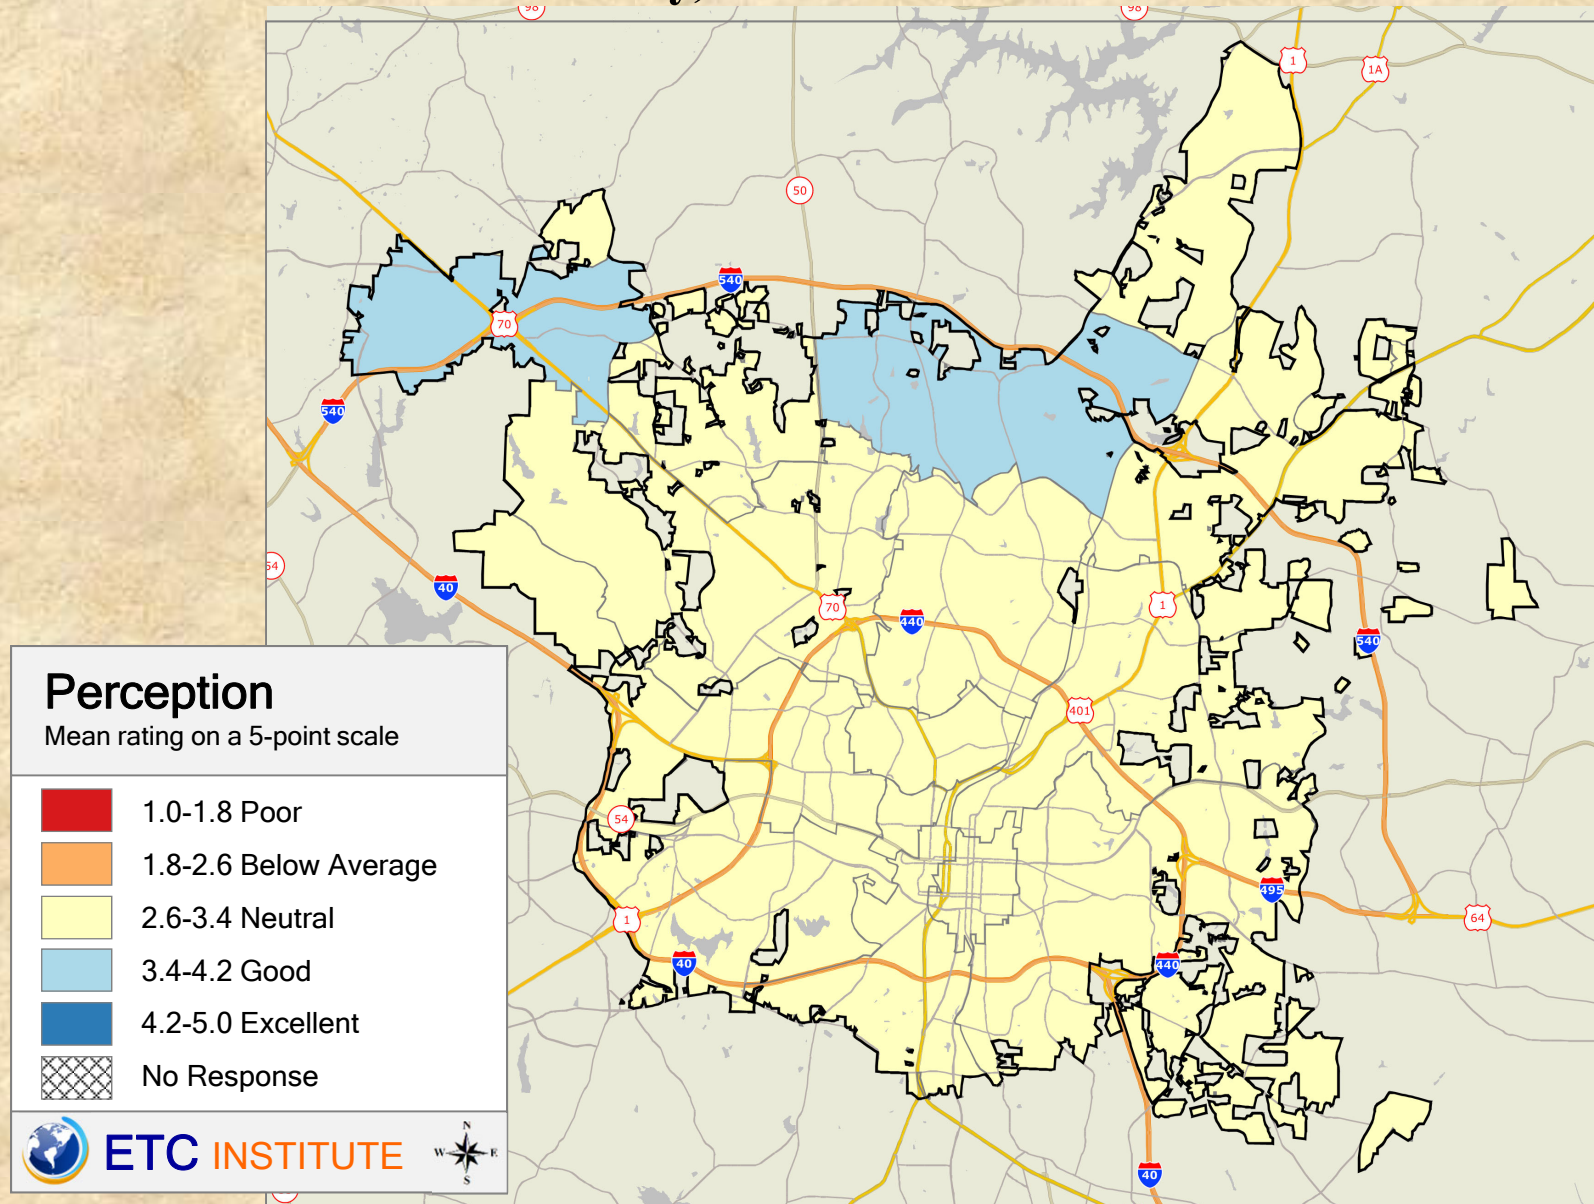 98
98
1
1A
50
540
70
540
54
40
70
440
1
540
401
Perception
Mean rating on a 5-point scale
1.0-1.8 Poor
1.8-2.6 Below Average
2.6-3.4 Neutral
3.4-4.2 Good
4.2-5.0 Excellent
No Response
54
495
1
64
40
440
ETC INSTITUTE
N
W
E
S
40